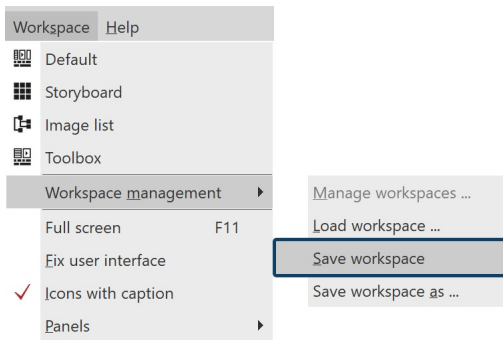 Workspace Help
Default
Storyboard
Image list
Toolbox
Workspace management
Full screen F11
Fix user interface
Icons with caption
Panels
Manage workspaces ...
Load workspace ...
Save workspace
Save workspace as ...